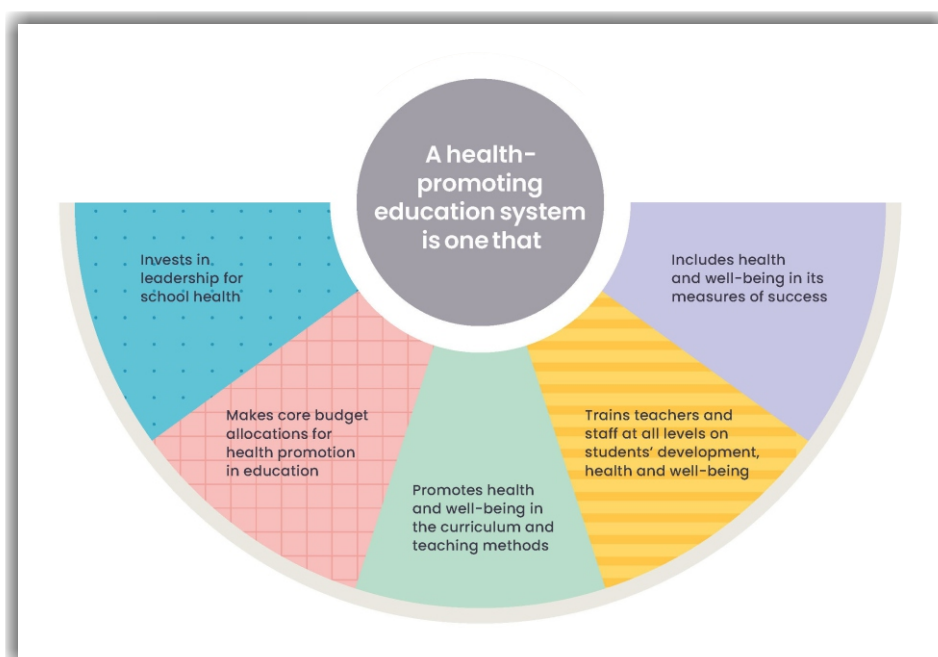 A health-
promoting
education system
is one that
Invests in
leadership for
school health
Makes core budget
allocations for
health promotion
in education
Promotes health
and well-being in
the curriculum and
teaching methods
Trains teachers and
staff at all levels on
students’ development,
health and well-being
Includes health
and well-being in its
measures of success